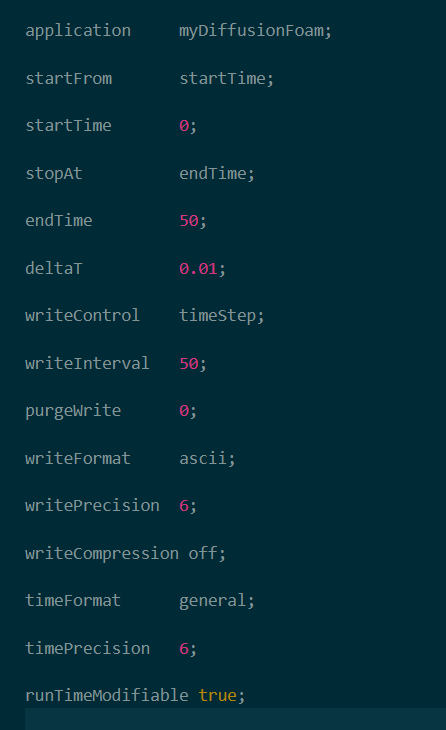 application     myDiffusionFoam;
startFrom       startTime;
startTime       0;
stopAt          endTime;
endTime         50;
deltaT          0.01;
writeControl    timeStep;
writeInterval   50;
purgeWrite      0;
writeFormat     ascii;
writePrecision  6;
writeCompression off;
timeFormat      general;
timePrecision   6;
runTimeModifiable true;